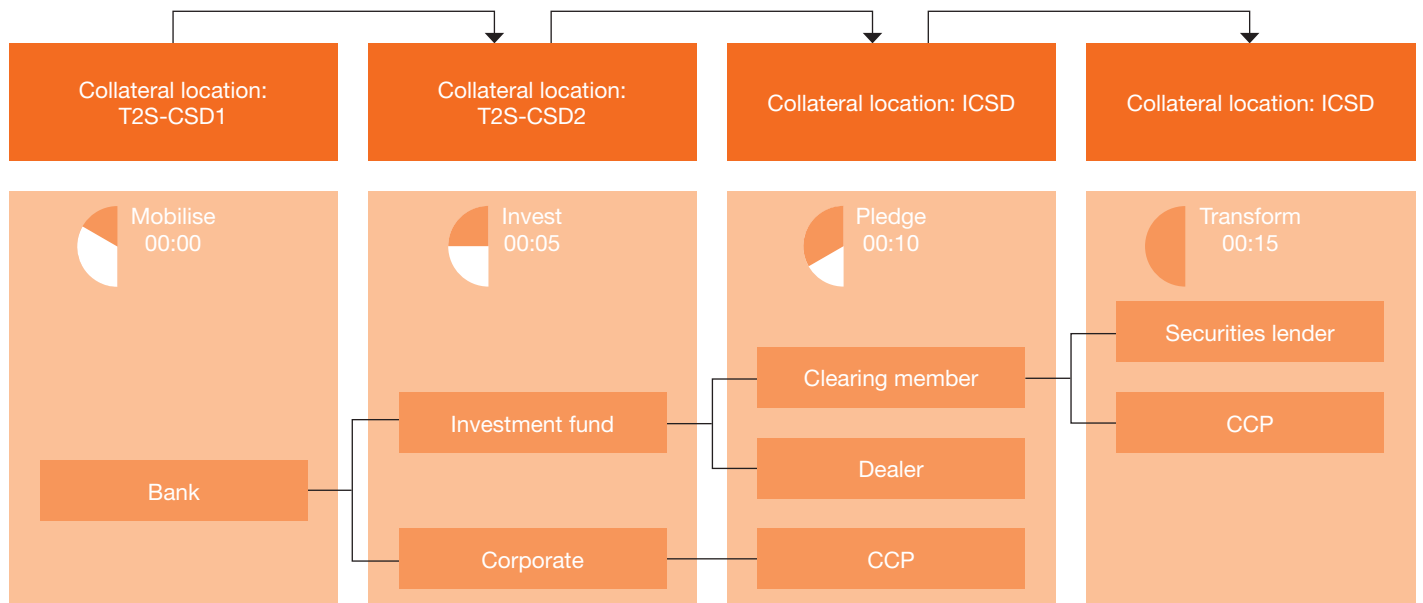 Collateral location:
T2S-CSD1
Collateral location:
T2S-CSD2
Collateral location: ICSD
Collateral location: ICSD
Mobilise
00:00
Invest
00:05
Pledge
00:10
Transform
00:15
Bank
Investment fund
Corporate
Clearing member
Dealer
CCP
Securities lender
CCP